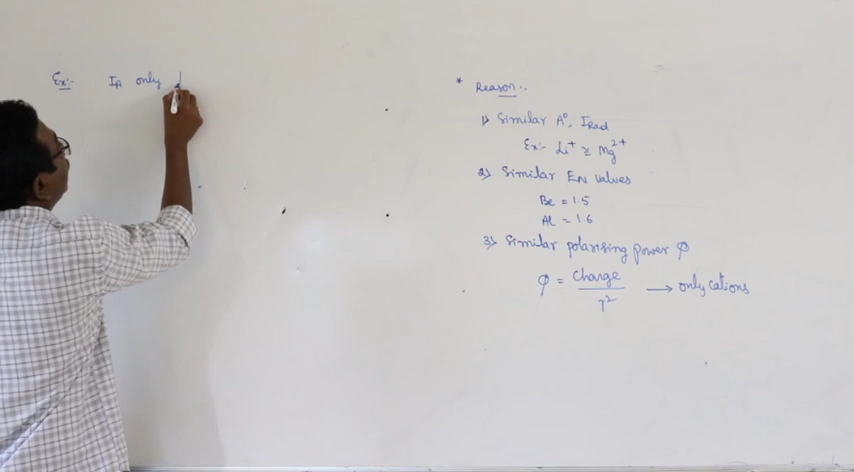 Ex:- IA only
* Reason:-
1) Similar A°, IRad
Ex:- Li⁺ ≅ Mg²⁺
2) Similar EN values
Be = 1.5
Al = 1.6
3) Similar polarising power φ
φ = Charge / r² → only cations